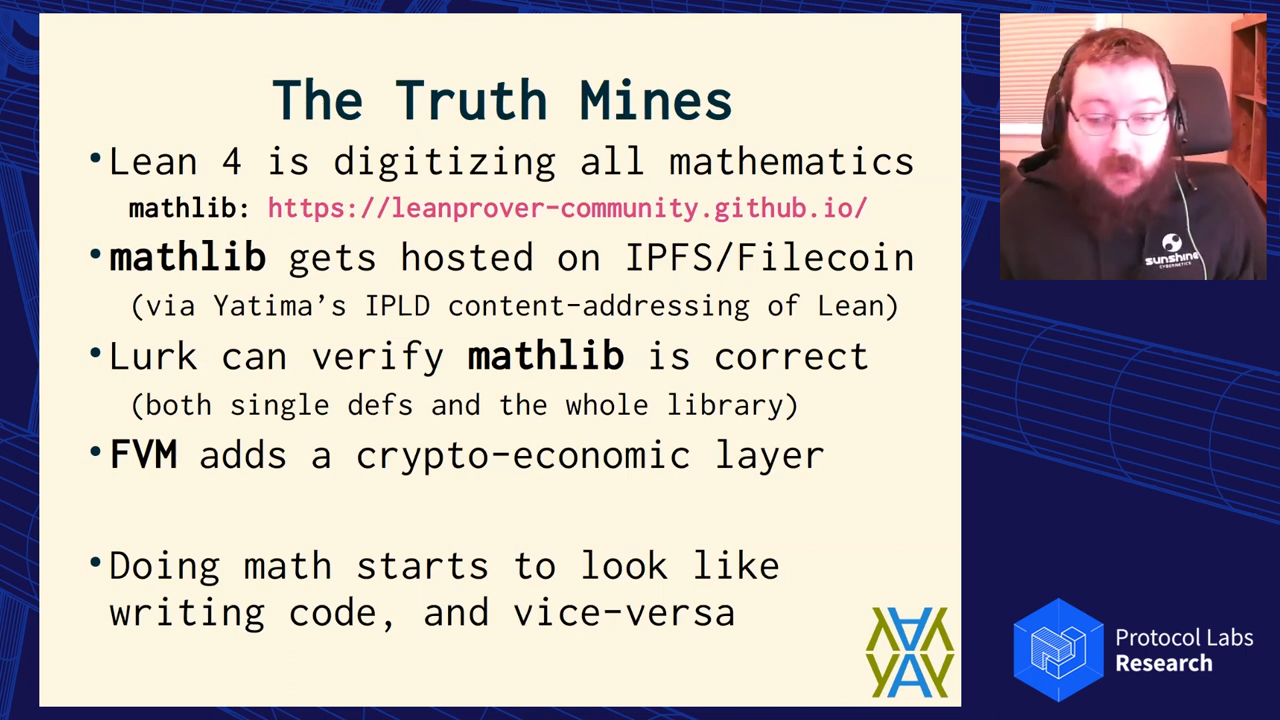 The Truth Mines
•Lean 4 is digitizing all mathematics
mathlib: https://leanprover-community.github.io/
•mathlib gets hosted on IPFS/Filecoin
(via Yatima’s IPLD content-addressing of Lean)
•Lurk can verify mathlib is correct
(both single defs and the whole library)
•FVM adds a crypto-economic layer
•Doing math starts to look like
writing code, and vice-versa
sunshine
CYBERNETICS
Protocol Labs
Research